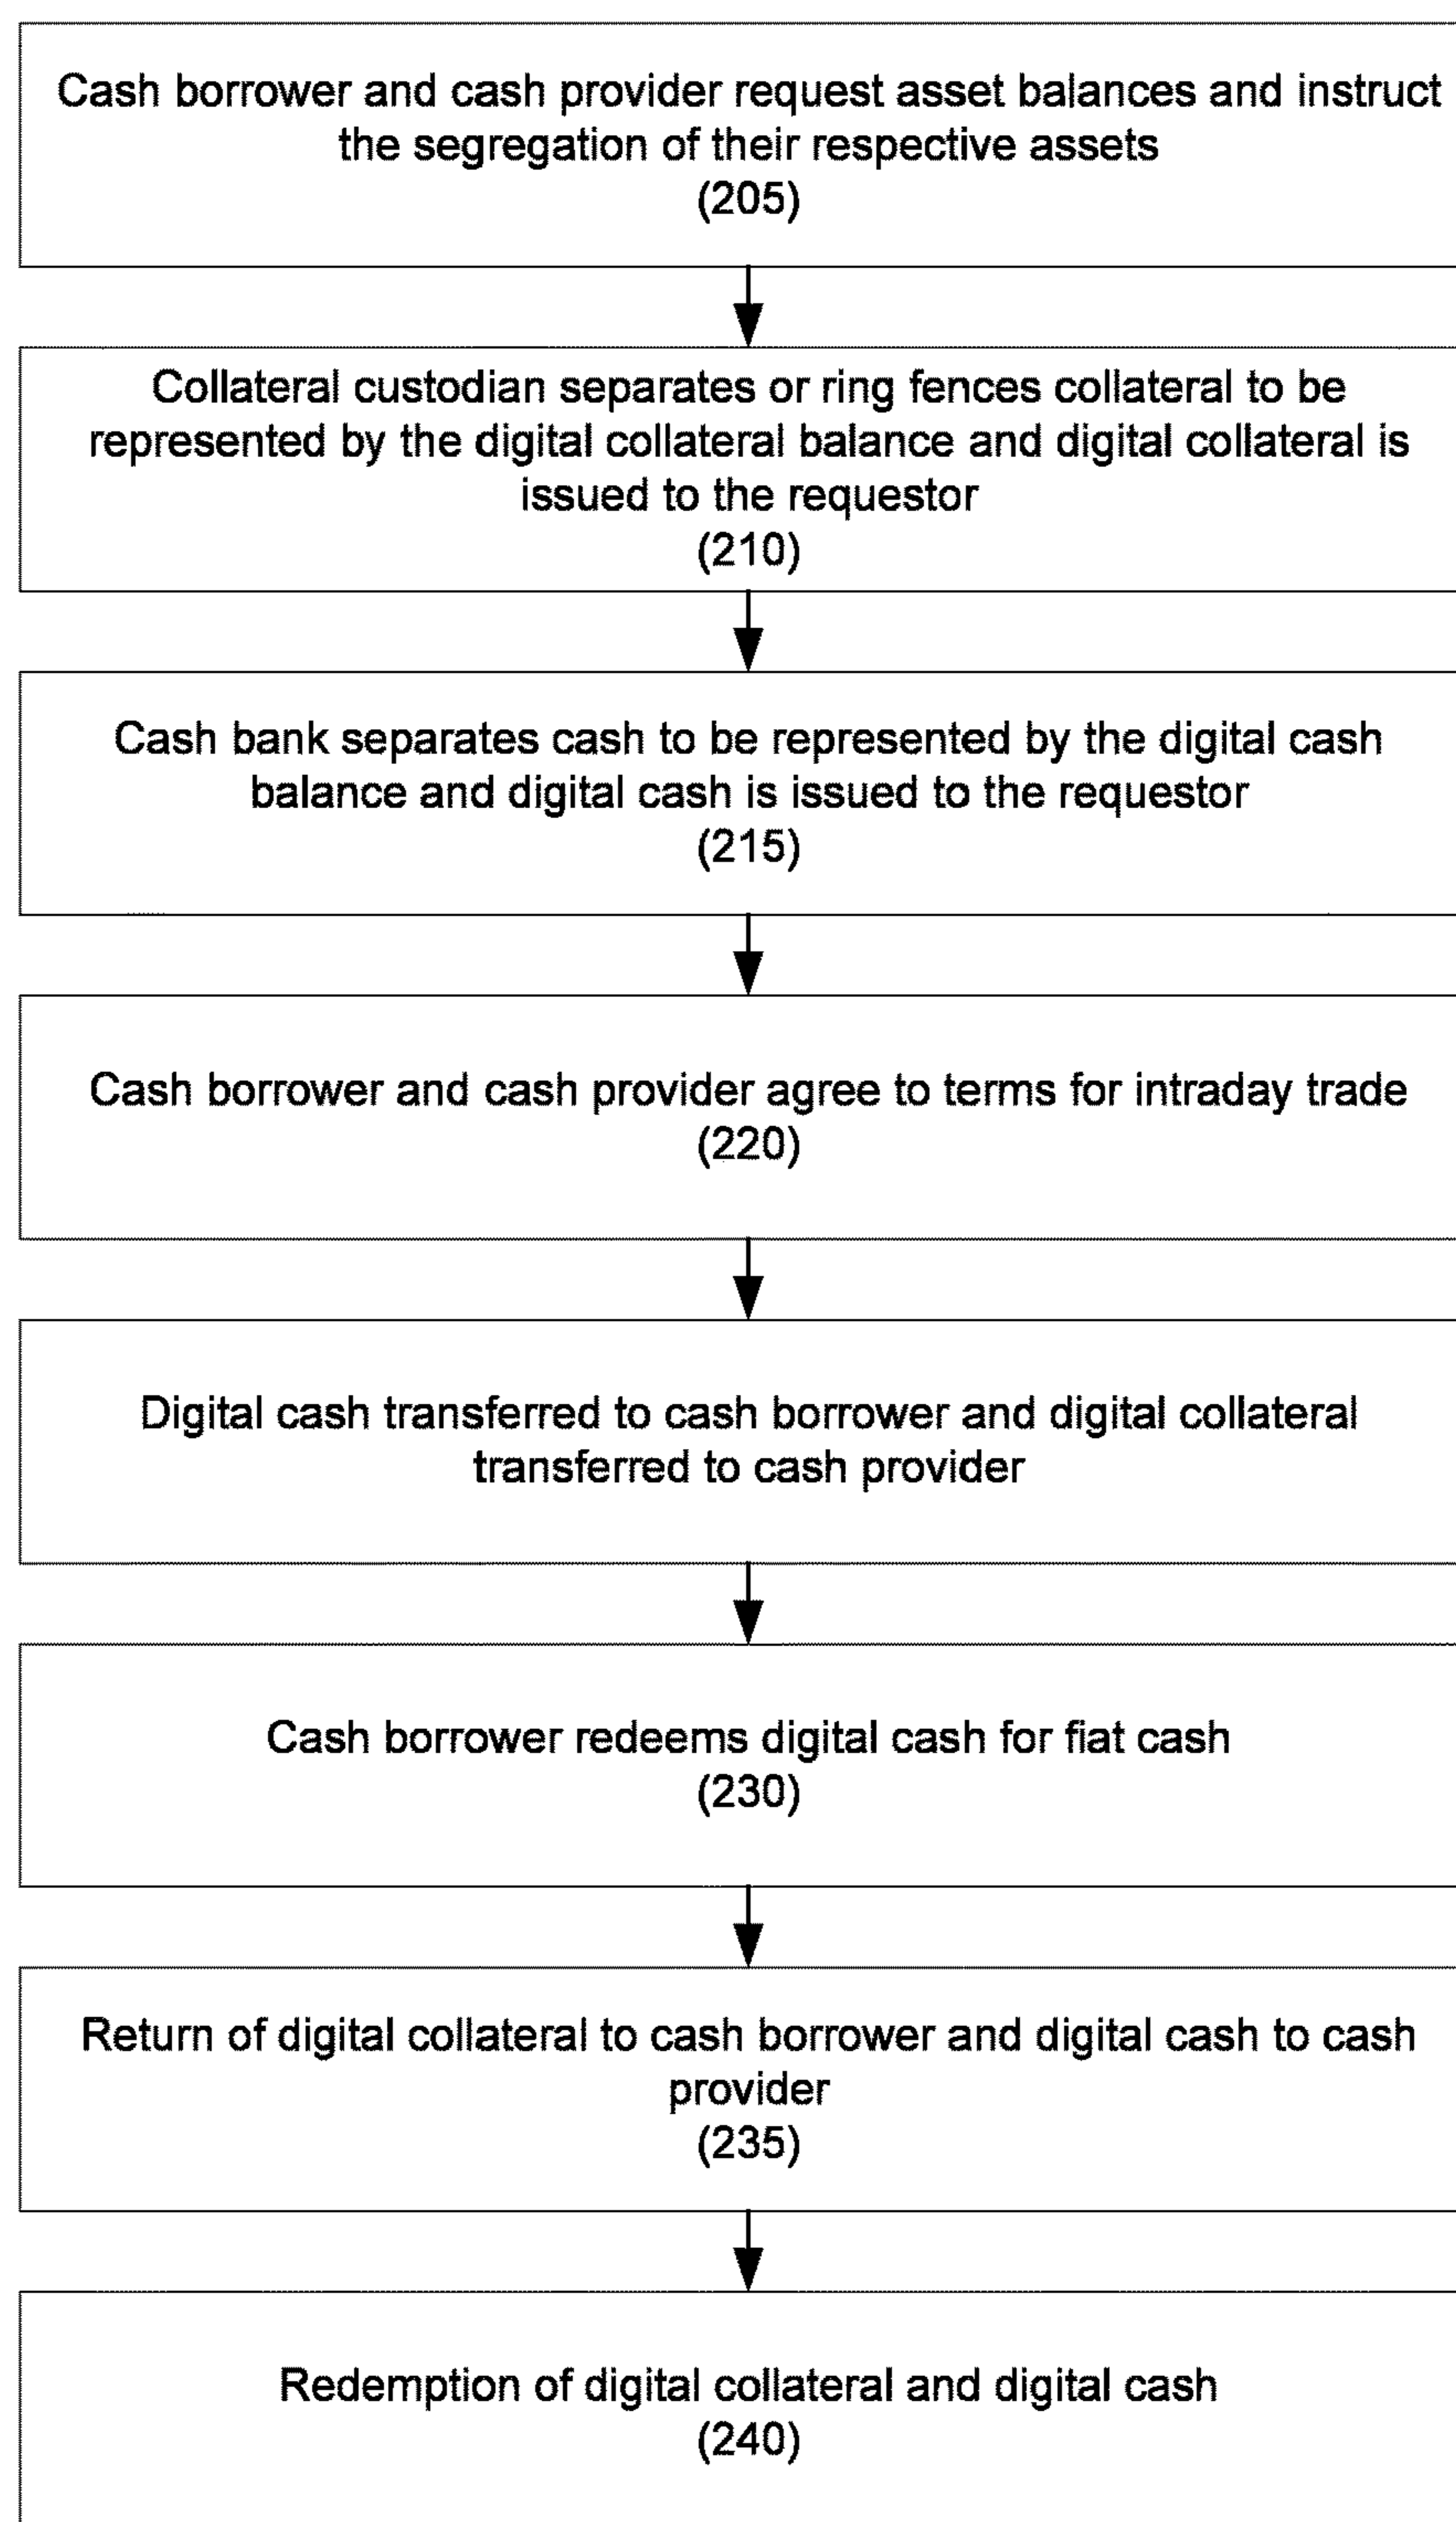 Cash borrower and cash provider request asset balances and instruct
the segregation of their respective assets
(205)
Collateral custodian separates or ring fences collateral to be
represented by the digital collateral balance and digital collateral is
issued to the requestor
(210)
Cash bank separates cash to be represented by the digital cash
balance and digital cash is issued to the requestor
(215)
Cash borrower and cash provider agree to terms for intraday trade
(220)
Digital cash transferred to cash borrower and digital collateral
transferred to cash provider
Cash borrower redeems digital cash for fiat cash
(230)
Return of digital collateral to cash borrower and digital cash to cash
provider
(235)
Redemption of digital collateral and digital cash
(240)